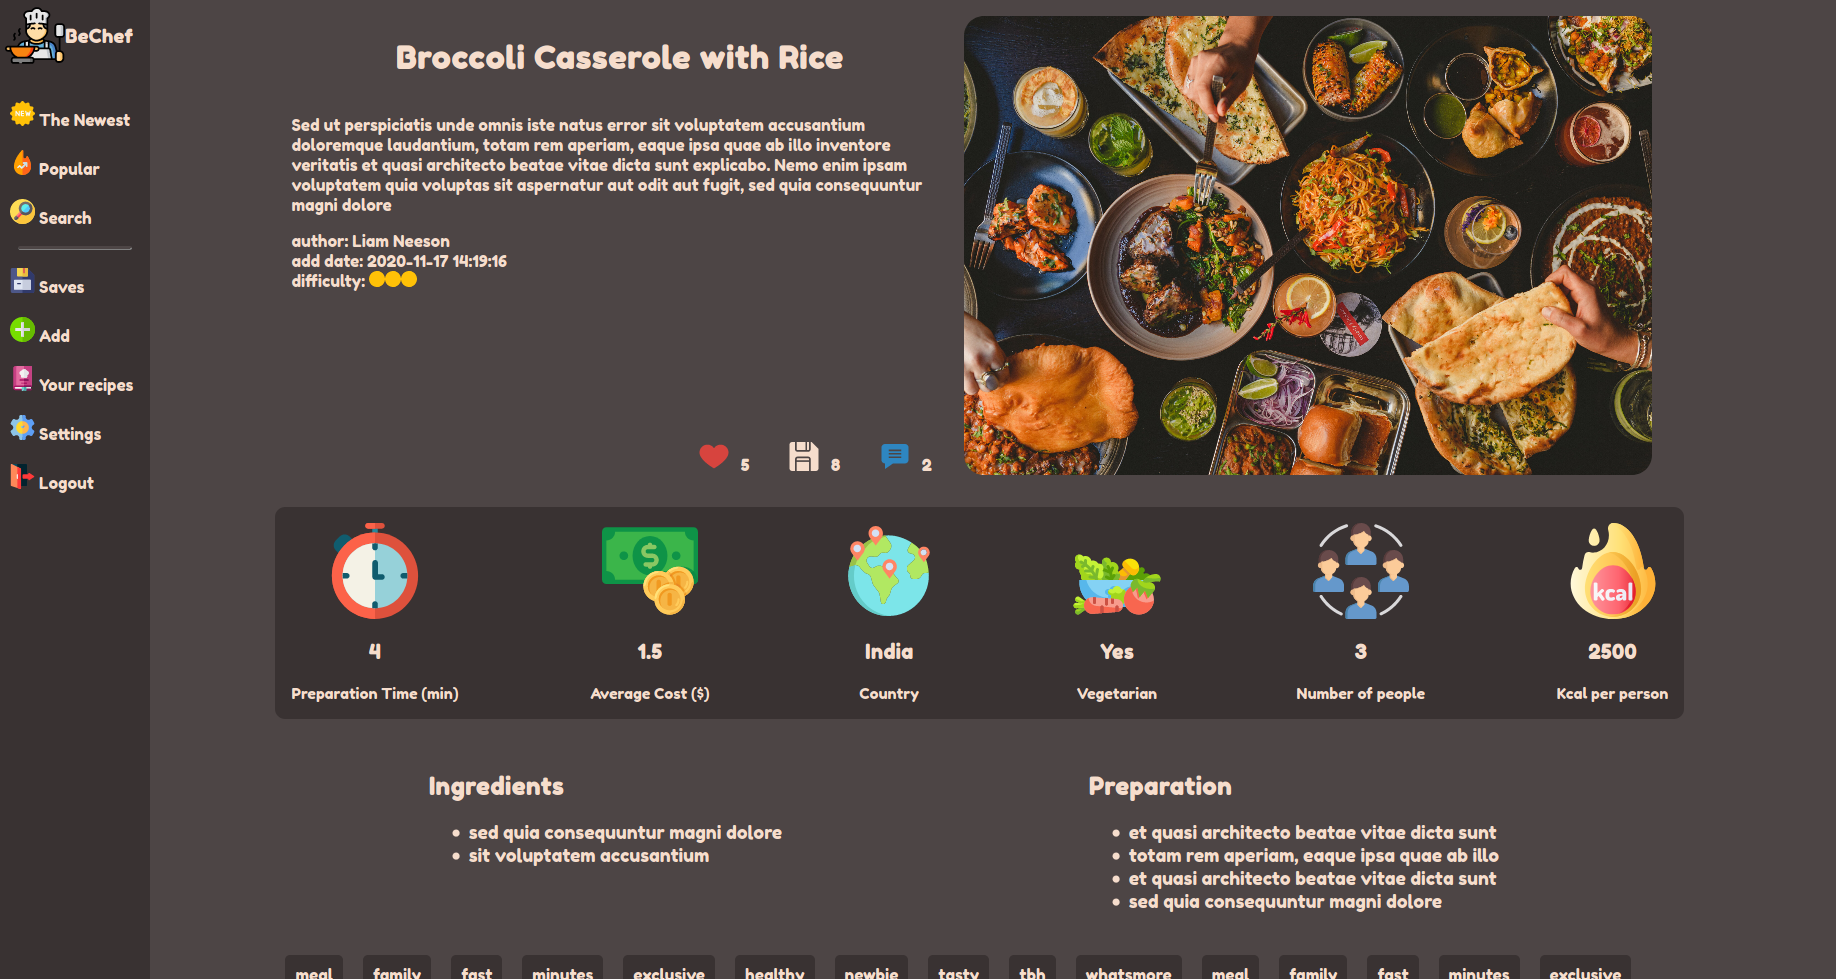 BeChef
NEW
The Newest
Popular
Search
Saves
Add
Your recipes
Settings
Logout
Broccoli Casserole with Rice
Sed ut perspiciatis unde omnis iste natus error sit voluptatem accusantium
doloremque laudantium, totam rem aperiam, eaque ipsa quae ab illo inventore
veritatis et quasi architecto beatae vitae dicta sunt explicabo. Nemo enim ipsam
voluptatem quia voluptas sit aspernatur aut odit aut fugit, sed quia consequuntur
magni dolore
author: Liam Neeson
add date: 2020-11-17 14:19:16
difficulty:
5 8 2
$
kcal
4 1.5 India Yes 3 2500
Preparation Time (min) Average Cost ($) Country Vegetarian Number of people Kcal per person
Ingredients
sed quia consequuntur magni dolore
sit voluptatem accusantium
Preparation
et quasi architecto beatae vitae dicta sunt
totam rem aperiam, eaque ipsa quae ab illo
et quasi architecto beatae vitae dicta sunt
sed quia consequuntur magni dolore
meal family fast minutes exclusive healthy newbie tasty tbh whatsmore meal family fast minutes exclusive